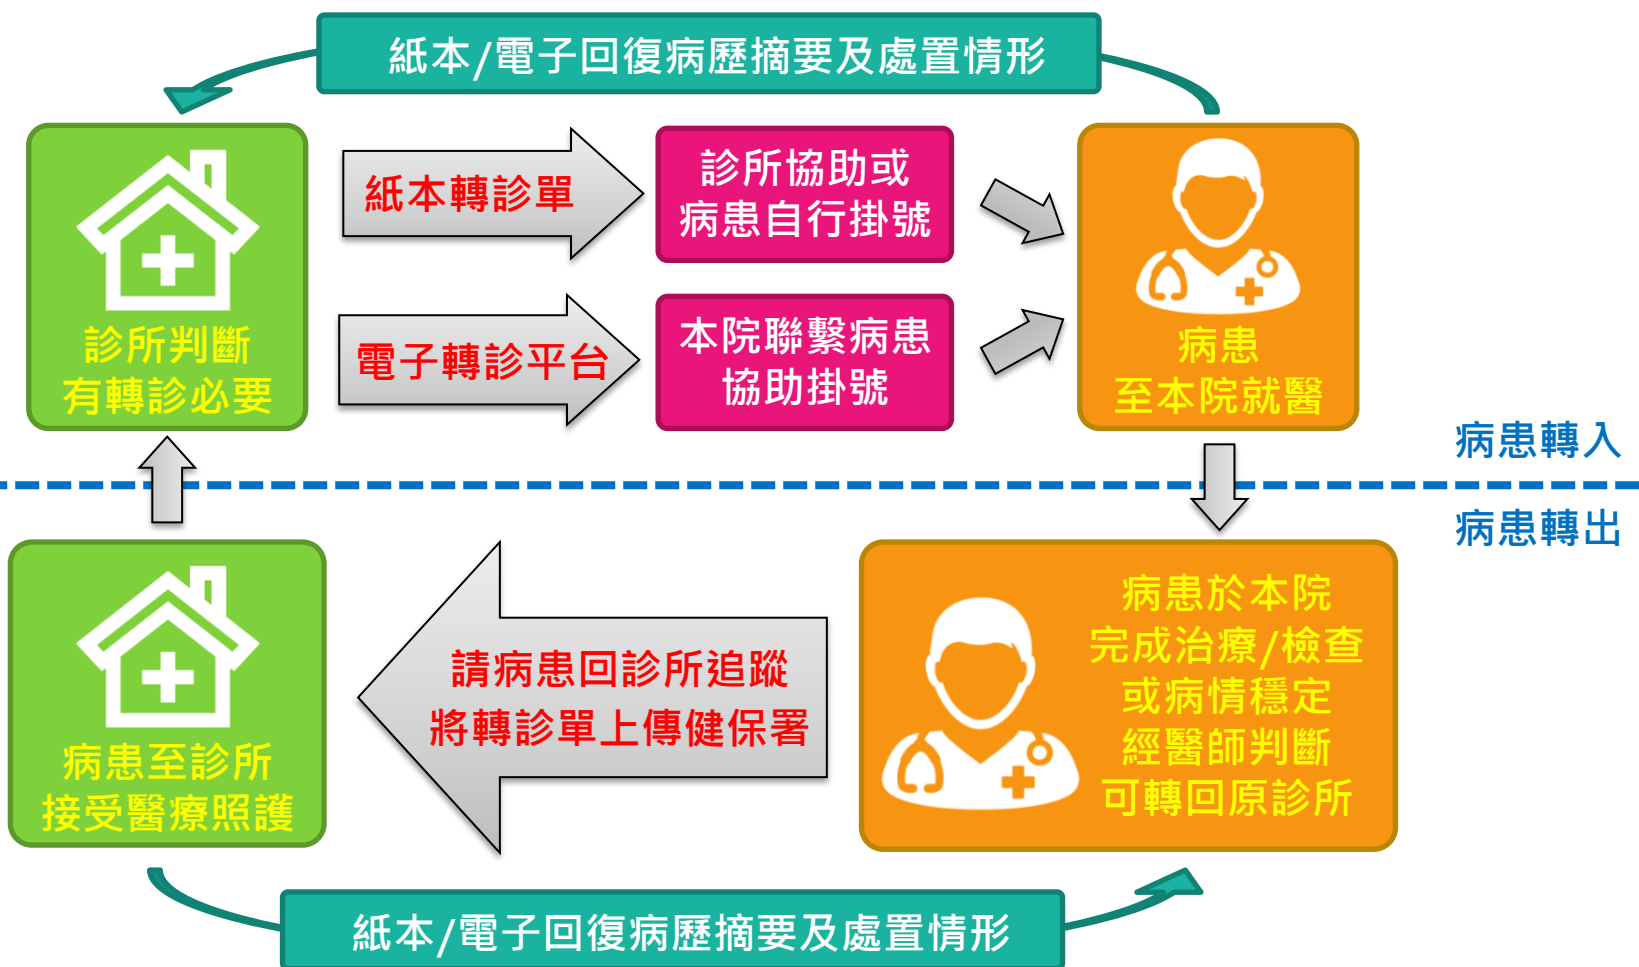 紙本/電子回復病歷摘要及處置情形
診所判斷
有轉診必要
紙本轉診單
診所協助或
病患自行掛號
電子轉診平台
本院聯繫病患
協助掛號
病患
至本院就醫
病患轉入
病患轉出
病患於本院
完成治療/檢查
或病情穩定
經醫師判斷
可轉回原診所
請病患回診所追蹤
將轉診單上傳健保署
病患至診所
接受醫療照護
紙本/電子回復病歷摘要及處置情形